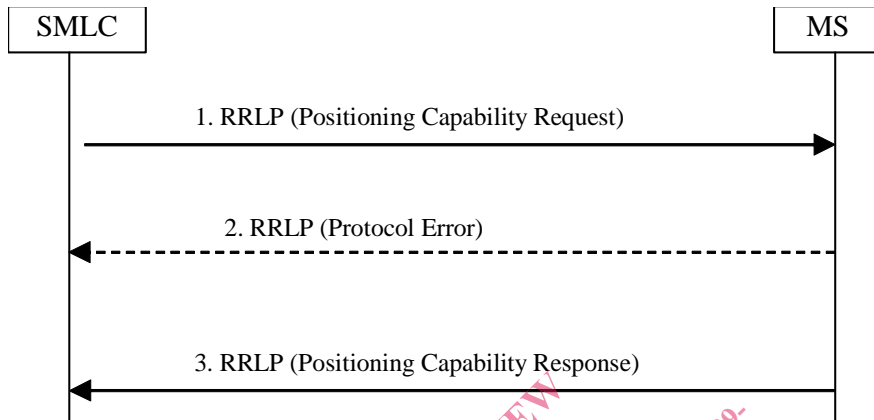 SMLC
MS
1. RRLP (Positioning Capability Request)
2. RRLP (Protocol Error)
3. RRLP (Positioning Capability Response)